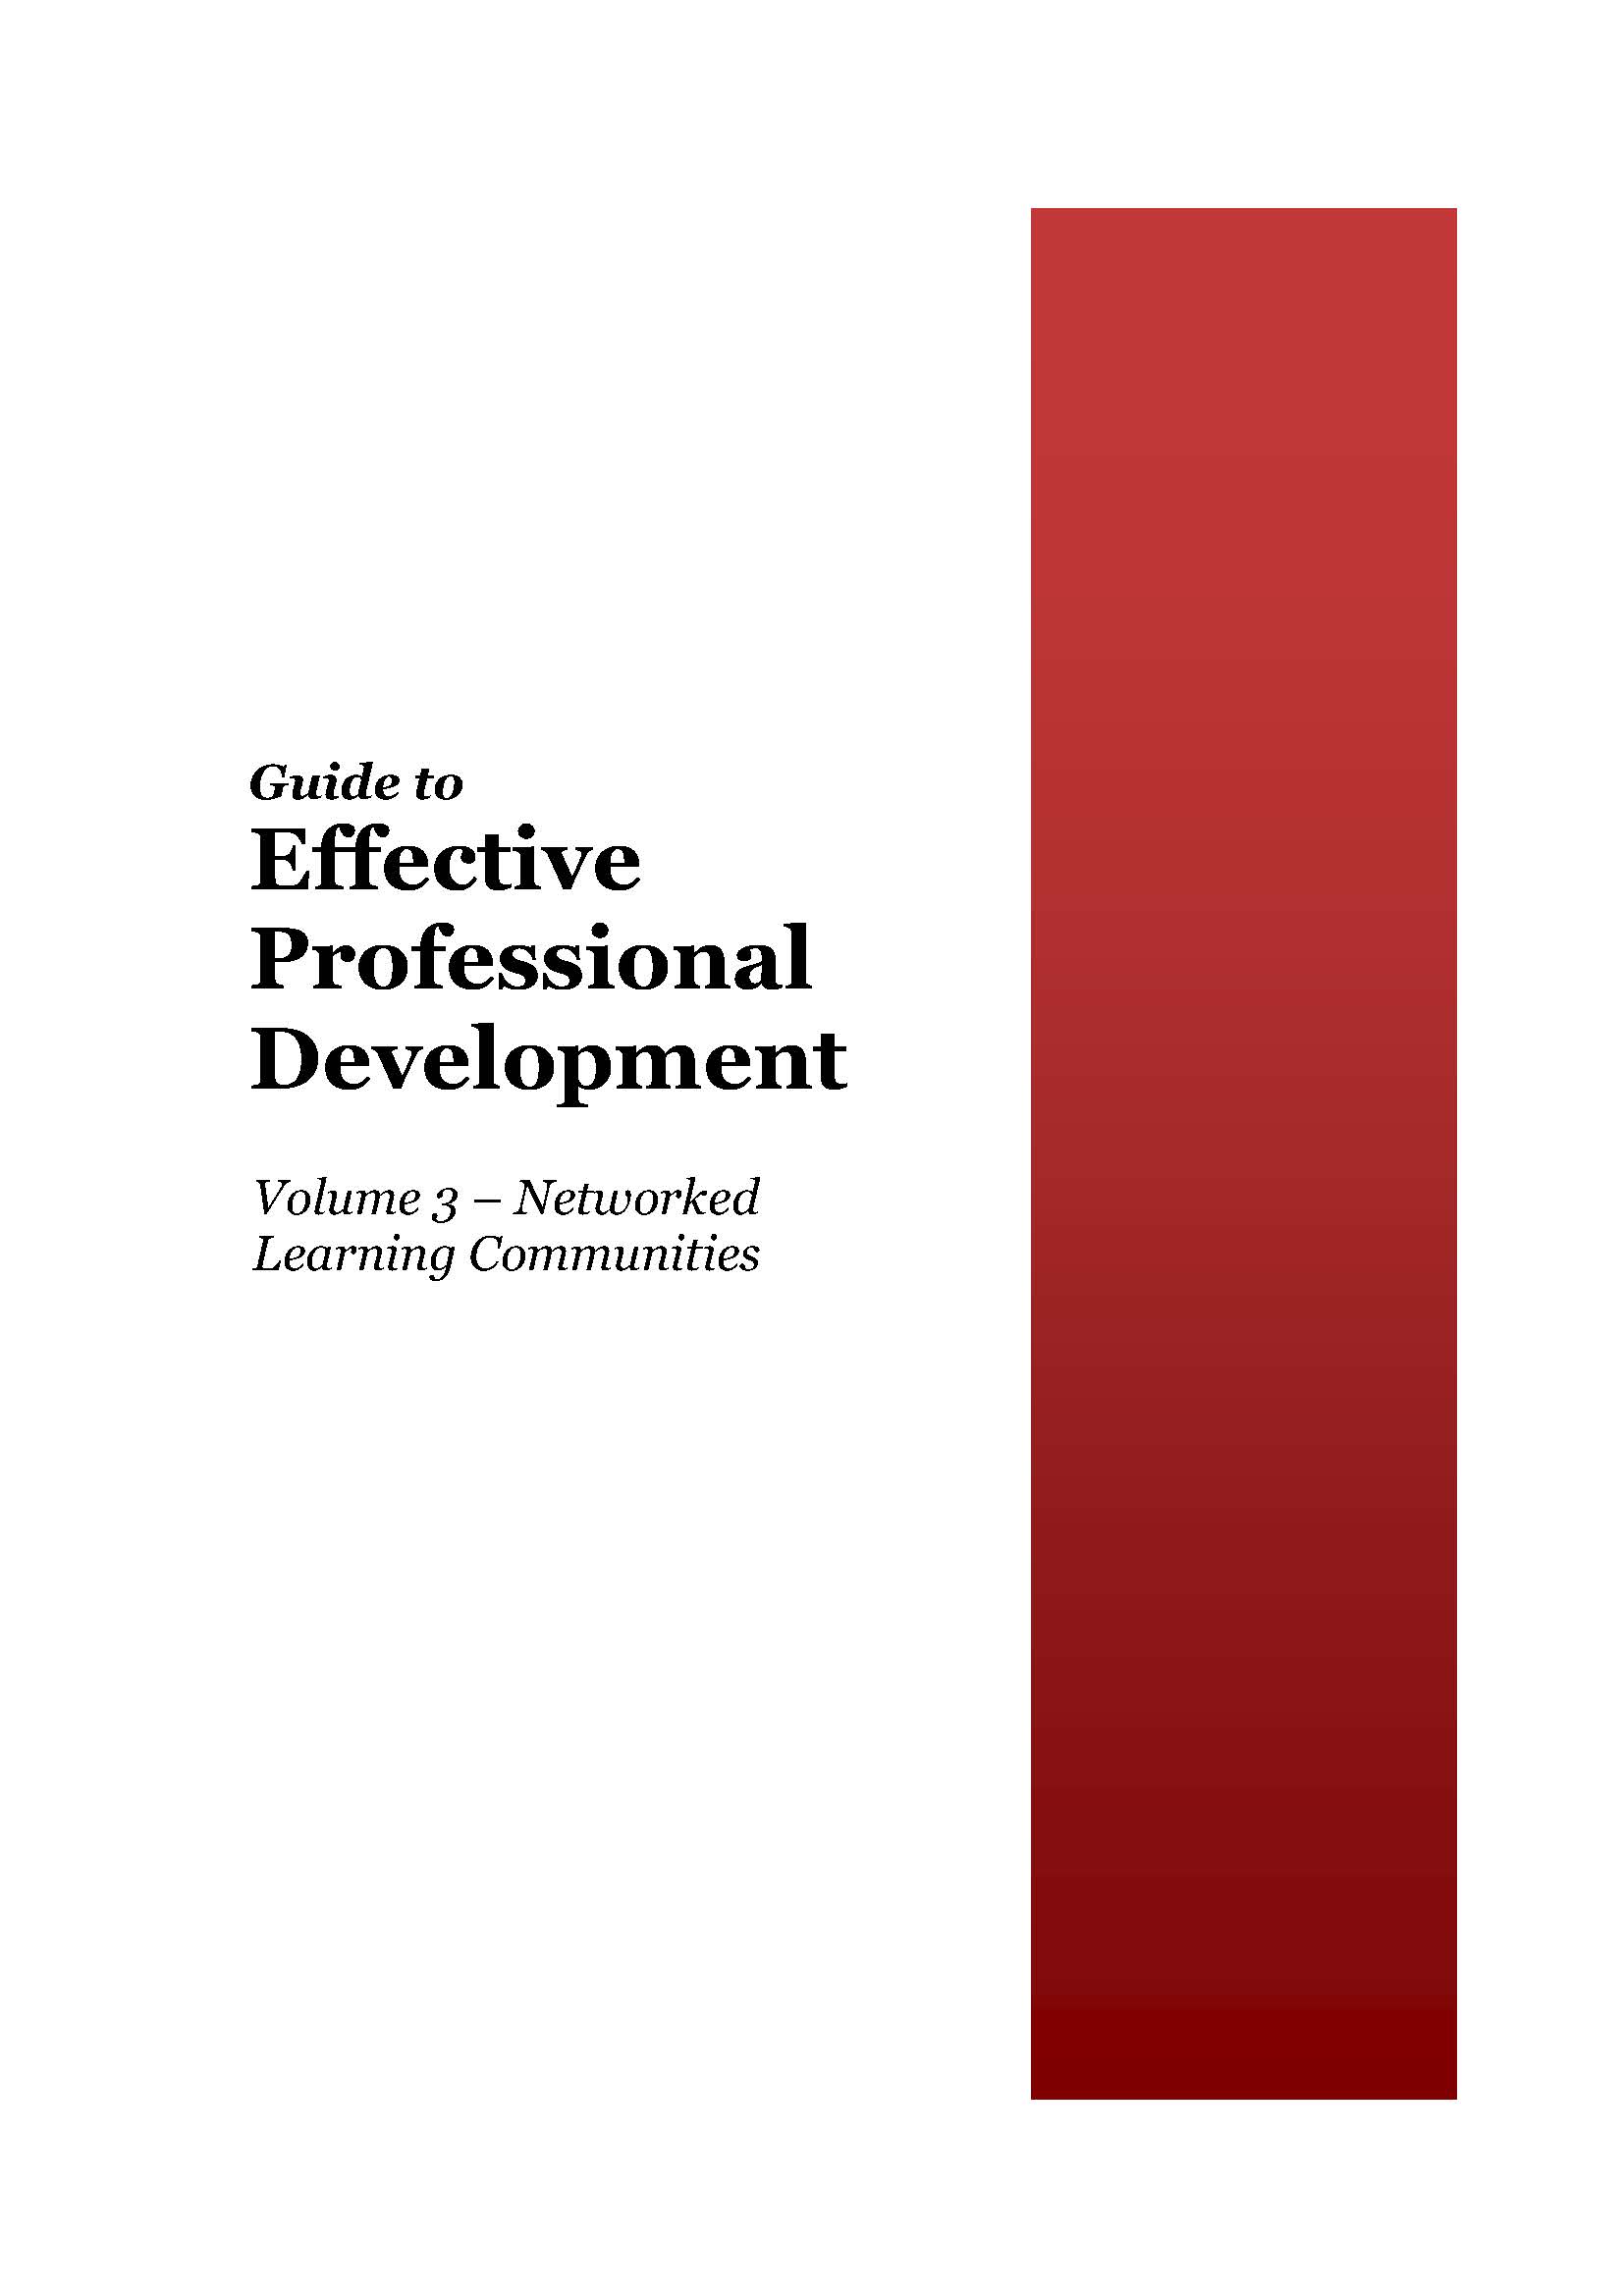 Guide to
Effective
Professional
Development
Volume 3 – Networked
Learning Communities